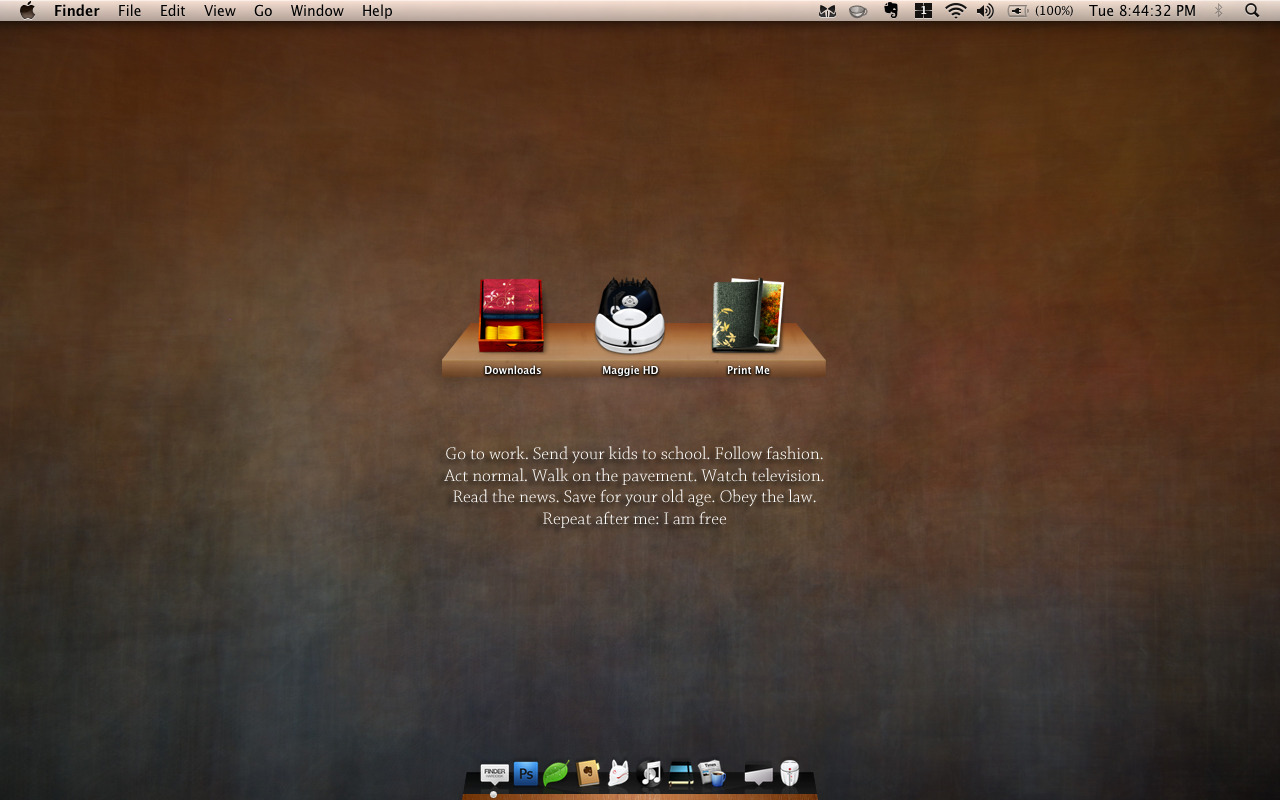 Finder File Edit View Go Window Help 1 (100%) Tue 8:44:32 PM
Downloads Maggie HD Print Me
Go to work. Send your kids to school. Follow fashion.
Act normal. Walk on the pavement. Watch television.
Read the news. Save for your old age. Obey the law.
Repeat after me: I am free
FINDER Ps Times